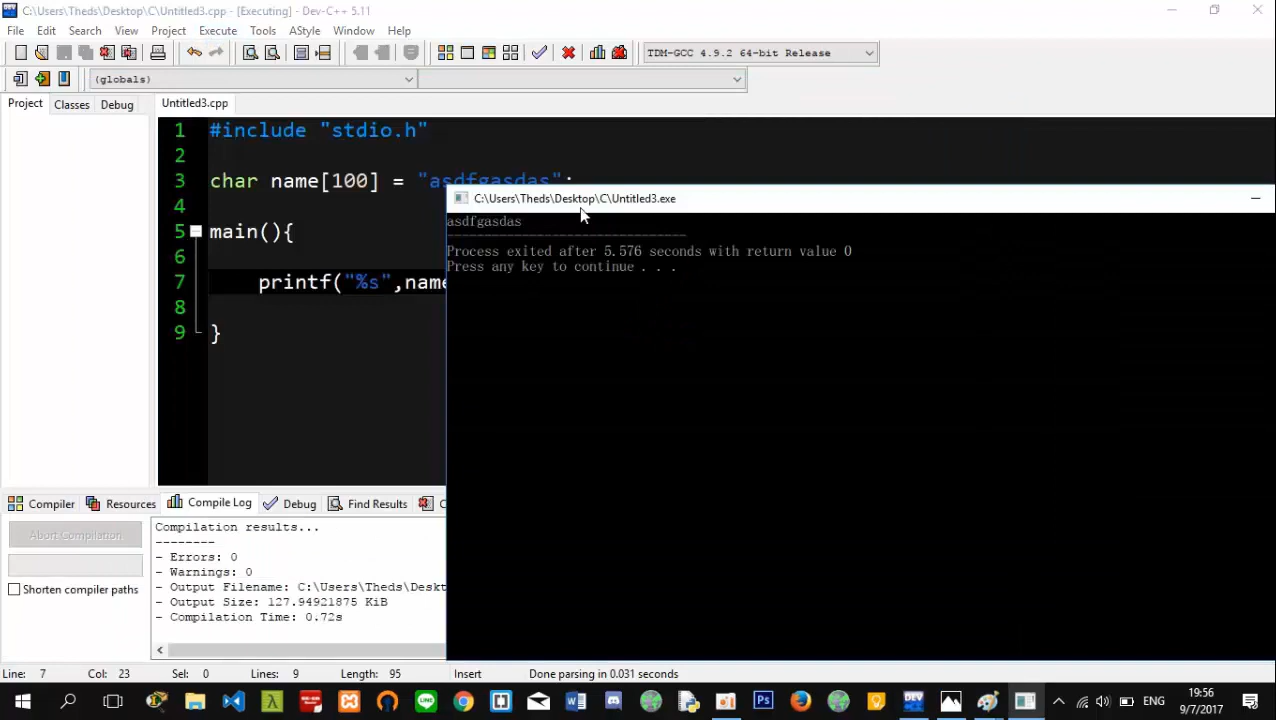 C:\Users\Theds\Desktop\C\Untitled3.cpp - [Executing] - Dev-C++ 5.11
File Edit Search View Project Execute Tools AStyle Window Help
TDM-GCC 4.9.2 64-bit Release
(globals)
Project Classes Debug Untitled3.cpp
1 #include "stdio.h"
2
3 char name[100] = "asdfgasdas";
4
5 main(){
6
7 printf("%s",name
8
9 }
C:\Users\Theds\Desktop\C\Untitled3.exe
asdfgasdas
--------------------------------
Process exited after 5.576 seconds with return value 0
Press any key to continue . . .
Compiler Resources Compile Log Debug Find Results
Abort Compilation
Shorten compiler paths
Compilation results...
--------
- Errors: 0
- Warnings: 0
- Output Filename: C:\Users\Theds\Deskt
- Output Size: 127.94921875 KiB
- Compilation Time: 0.72s
Line: 7 Col: 23 Sel: 0 Lines: 9 Length: 95 Insert Done parsing in 0.031 seconds
ENG
19:56
9/7/2017